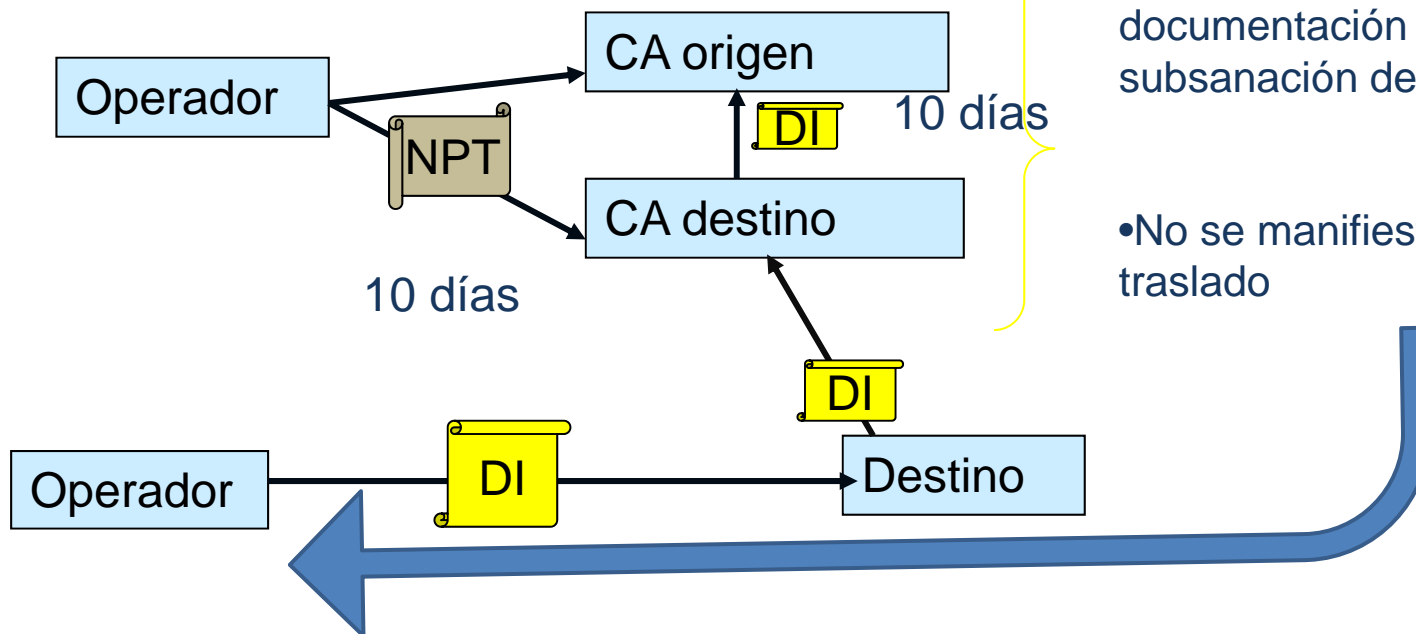 documentación
subsanación de
CA origen
Operador
DI
10 días
NPT
CA destino
•No se manifies
traslado
10 días
DI
Operador
DI
Destino